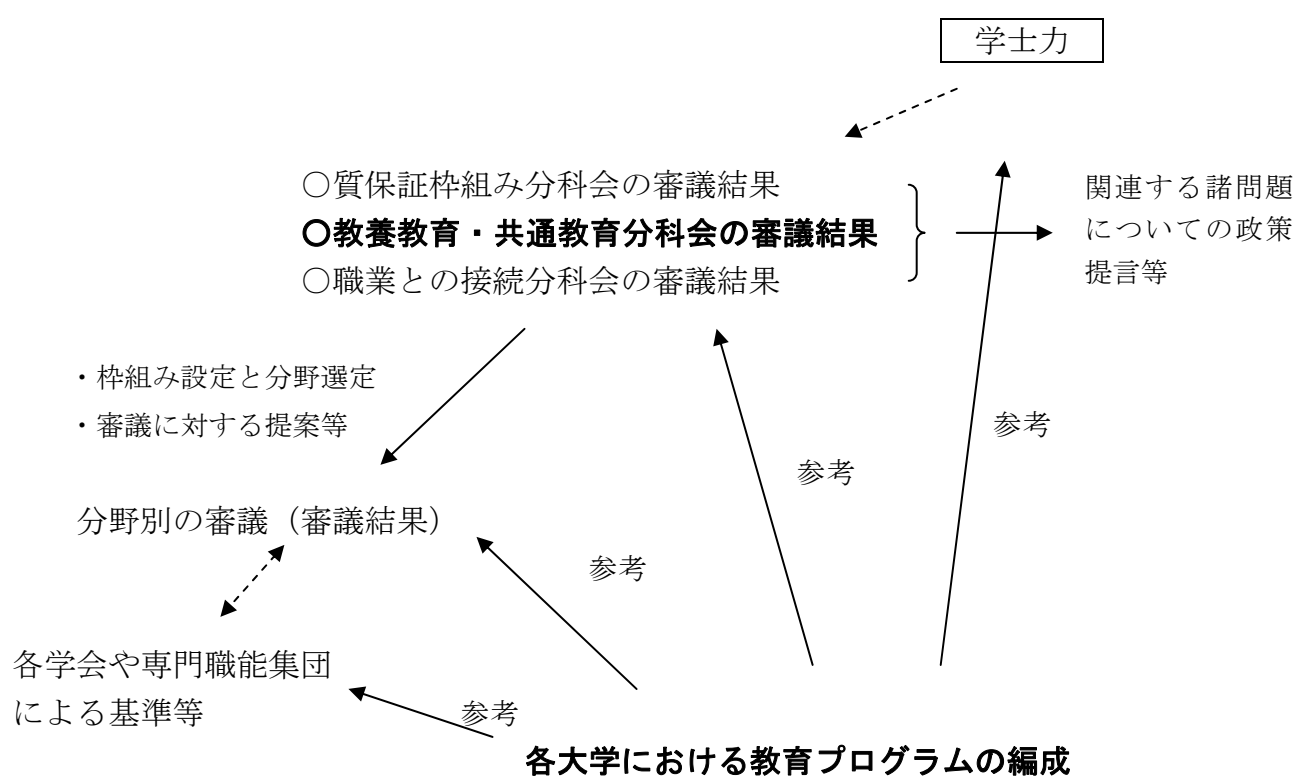 学士力
○質保証枠組み分科会の審議結果
○教養教育・共通教育分科会の審議結果
○職業との接続分科会の審議結果
関連する諸問題
についての政策
提言等
・枠組み設定と分野選定
・審議に対する提案等
参考
参考
分野別の審議（審議結果）
参考
各学会や専門職能集団
による基準等
参考
各大学における教育プログラムの編成